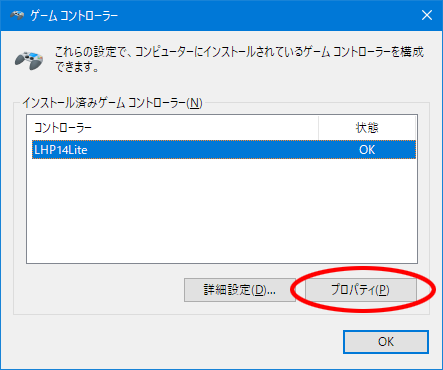 ゲーム コントローラー
これらの設定で、コンピューターにインストールされているゲーム コントローラーを構成
できます。
インストール済みゲーム コントローラー(N)
コントローラー 状態
LHP14Lite OK
詳細設定(D)... プロパティ(P)
OK